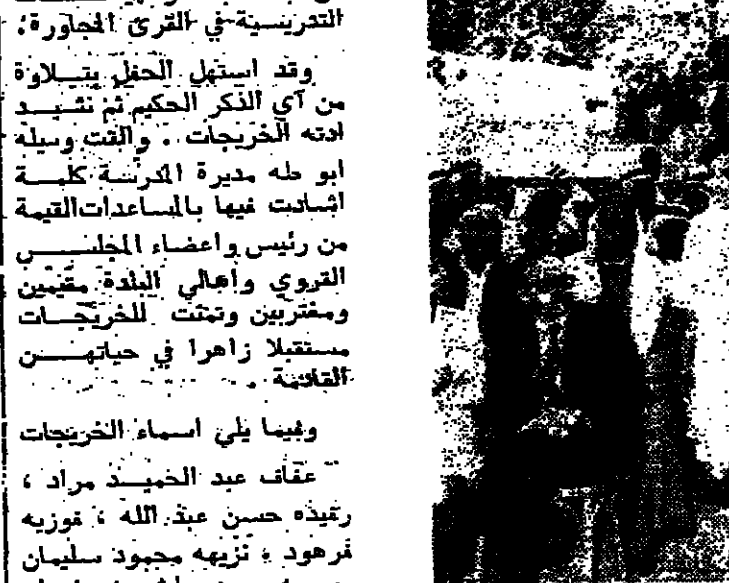 التدريسية في القرى المجاورة.
وقد استهل الحفل بتلاوة
من آي الذكر الحكيم ثم نشيد
ادته الخريجات . والقت وسيله
ابو طه مديرة المدرسة كلمة
اشادت فيها بالمساعدات القيمة
من رئيس واعضاء المجلس
القروي وأهالي البلدة مقيمين
ومغتربين وتمنت للخريجات
مستقبلا زاهرا في حياتهن
القادمة .
وفيما يلي اسماء الخريجات
عفاف عبد الحميد مراد ،
حسن عبد الله ، فوزيه
فرهود ، نزيهه محمود سليمان